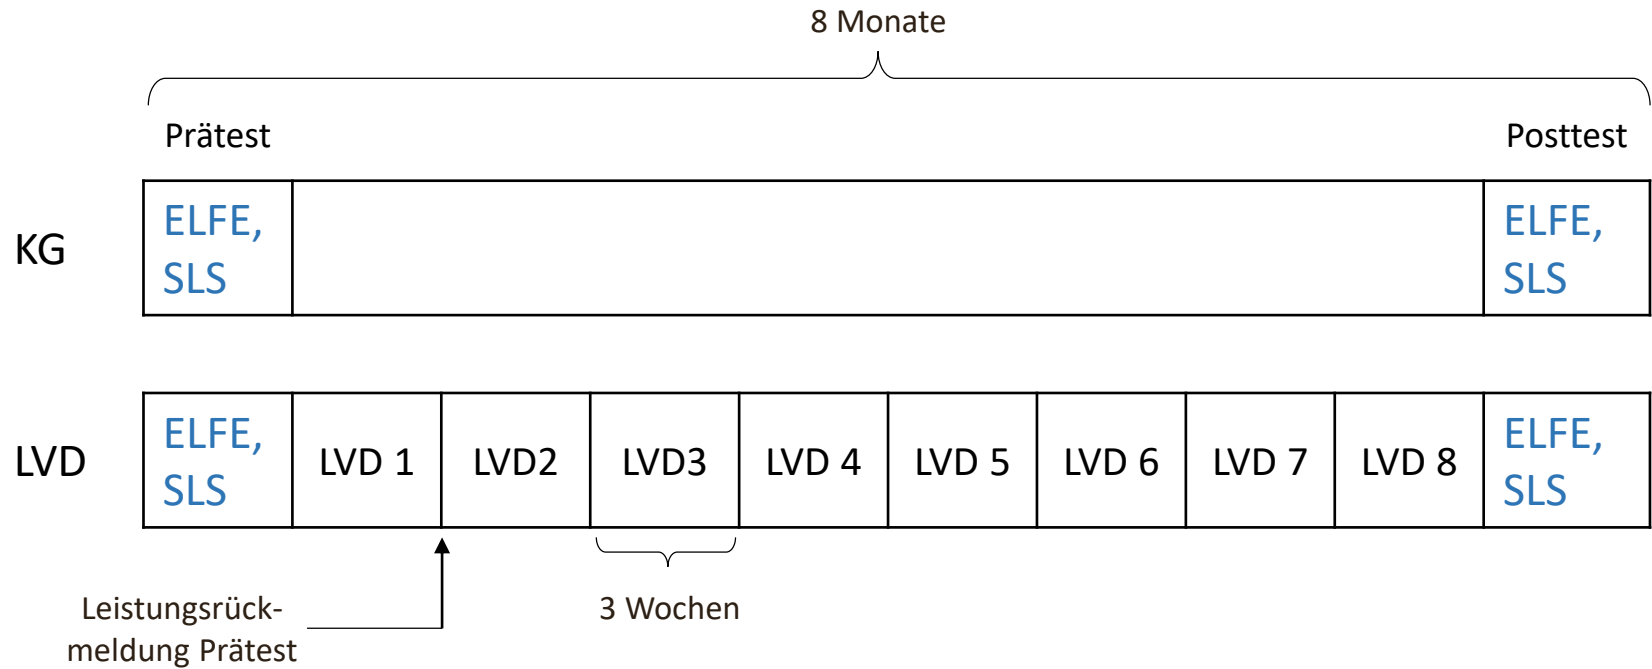 8 Monate
Prätest
Posttest
KG
ELFE,
SLS
ELFE,
SLS
LVD
ELFE,
SLS
LVD 1
LVD2
LVD3
LVD 4
LVD 5
LVD 6
LVD 7
LVD 8
ELFE,
SLS
Leistungsrück-
meldung Prätest
3 Wochen